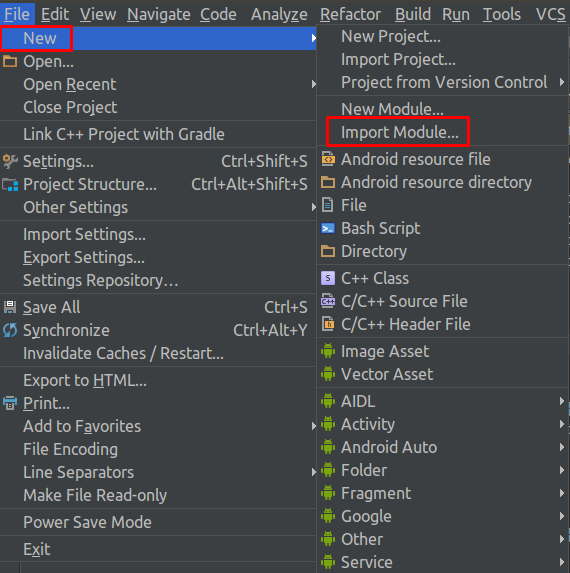 File Edit View Navigate Code Analyze Refactor Build Run Tools VCS
New
Open...
Open Recent
Close Project
Link C++ Project with Gradle
Settings... Ctrl+Shift+S
Project Structure... Ctrl+Alt+Shift+S
Other Settings
Import Settings...
Export Settings...
Settings Repository...
Save All Ctrl+S
Synchronize Ctrl+Alt+Y
Invalidate Caches / Restart...
Export to HTML...
Print...
Add to Favorites
File Encoding
Line Separators
Make File Read-only
Power Save Mode
Exit
New Project...
Import Project...
Project from Version Control
New Module...
Import Module...
Android resource file
Android resource directory
File
Bash Script
Directory
S C++ Class
C++ C/C++ Source File
h C/C++ Header File
Image Asset
Vector Asset
AIDL
Activity
Android Auto
Folder
Fragment
Google
Other
Service